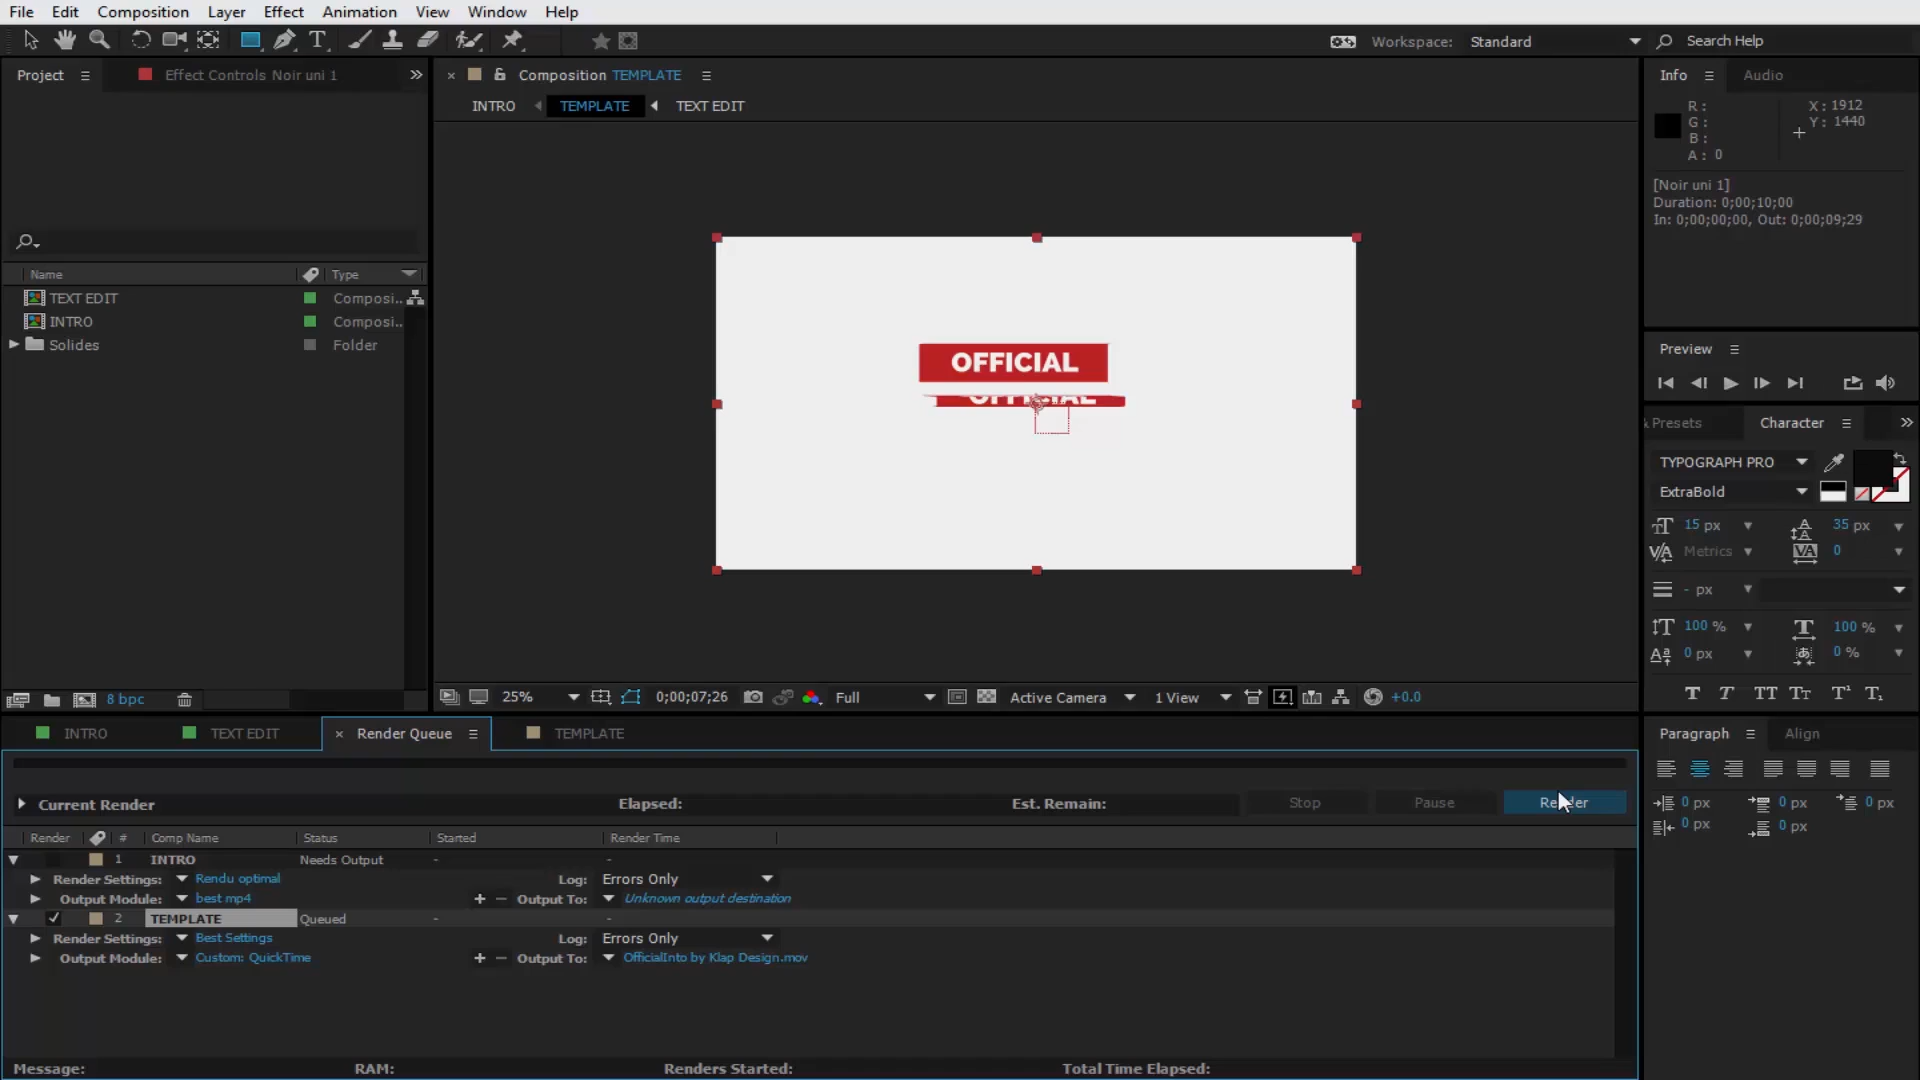 File Edit Composition Layer Effect Animation View Window Help
Workspace: Standard Search Help
Project Effect Controls Noir uni 1
Composition TEMPLATE
Info Audio
INTRO TEMPLATE TEXT EDIT
R :
G :
B :
A : 0
X : 1912
Y : 1440
[Noir uni 1]
Duration: 0;00;10;00
In: 0;00;00;00, Out: 0;00;09;29
Name Type
TEXT EDIT Composi..
INTRO Composi..
Solides Folder
OFFICIAL
OFFICIAL
Preview
& Presets Character
TYPOGRAPH PRO
ExtraBold
15 px 35 px
Metrics 0
- px
100 % 100 %
0 px 0 %
8 bpc
25% 0;00;07;26 Full Active Camera 1 View +0.0
INTRO TEXT EDIT Render Queue TEMPLATE
Paragraph Align
0 px 0 px 0 px
0 px 0 px
Current Render Elapsed: Est. Remain: Stop Pause Render
Render # Comp Name Status Started Render Time
1 INTRO Needs Output - -
Render Settings: Rendu optimal Log: Errors Only
Output Module: best mp4 + − Output To: Unknown output destination
2 TEMPLATE Queued - -
Render Settings: Best Settings Log: Errors Only
Output Module: Custom: QuickTime + − Output To: OfficialInto by Klap Design.mov
Message: RAM: Renders Started: Total Time Elapsed: